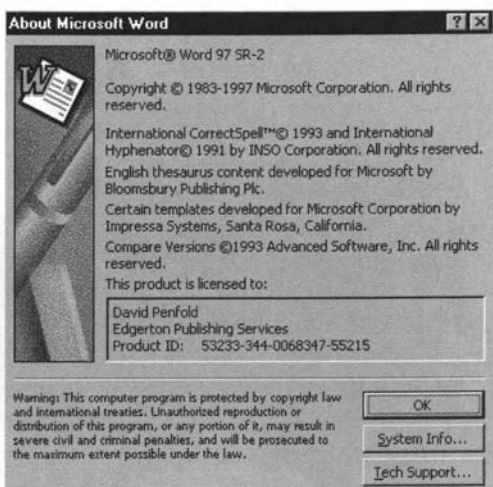 About Microsoft Word
Microsoft® Word 97 SR-2
Copyright © 1983-1997 Microsoft Corporation. All rights
reserved.
International CorrectSpell™© 1993 and International
Hyphenator© 1991 by INSO Corporation. All rights reserved.
English thesaurus content developed for Microsoft by
Bloomsbury Publishing Plc.
Certain templates developed for Microsoft Corporation by
Impressa Systems, Santa Rosa, California.
Compare Versions ©1993 Advanced Software, Inc. All rights
reserved.
This product is licensed to:
David Penfold
Edgerton Publishing Services
Product ID: 53233-344-0068347-55215
Warning: This computer program is protected by copyright law
and international treaties. Unauthorized reproduction or
distribution of this program, or any portion of it, may result in
severe civil and criminal penalties, and will be prosecuted to
the maximum extent possible under the law.
OK
System Info...
Tech Support...